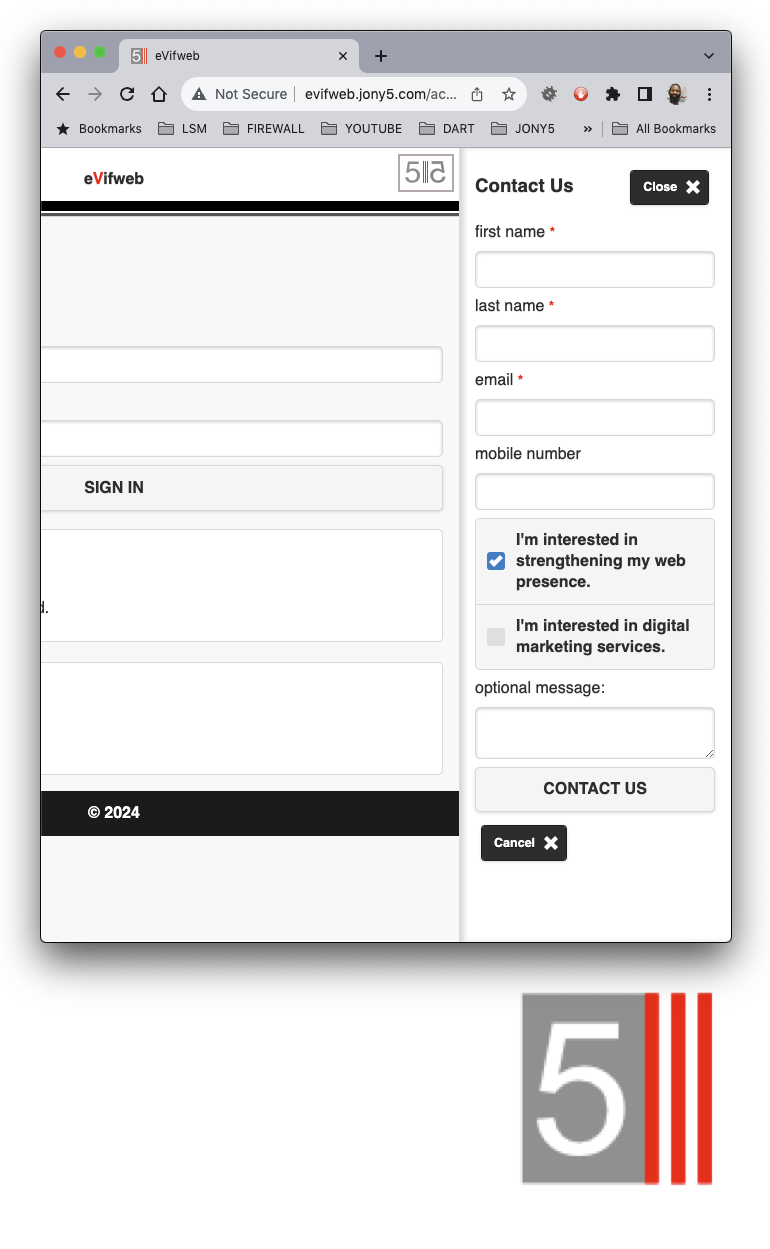 eVifweb
Not Secure evifweb.jony5.com/ac...
Bookmarks LSM FIREWALL YOUTUBE DART JONY5 » All Bookmarks
eVifweb
5
Contact Us
Close
first name *
last name *
email *
mobile number
SIGN IN
I'm interested in
strengthening my web
presence.
d.
I'm interested in digital
marketing services.
optional message:
CONTACT US
© 2024
Cancel
5